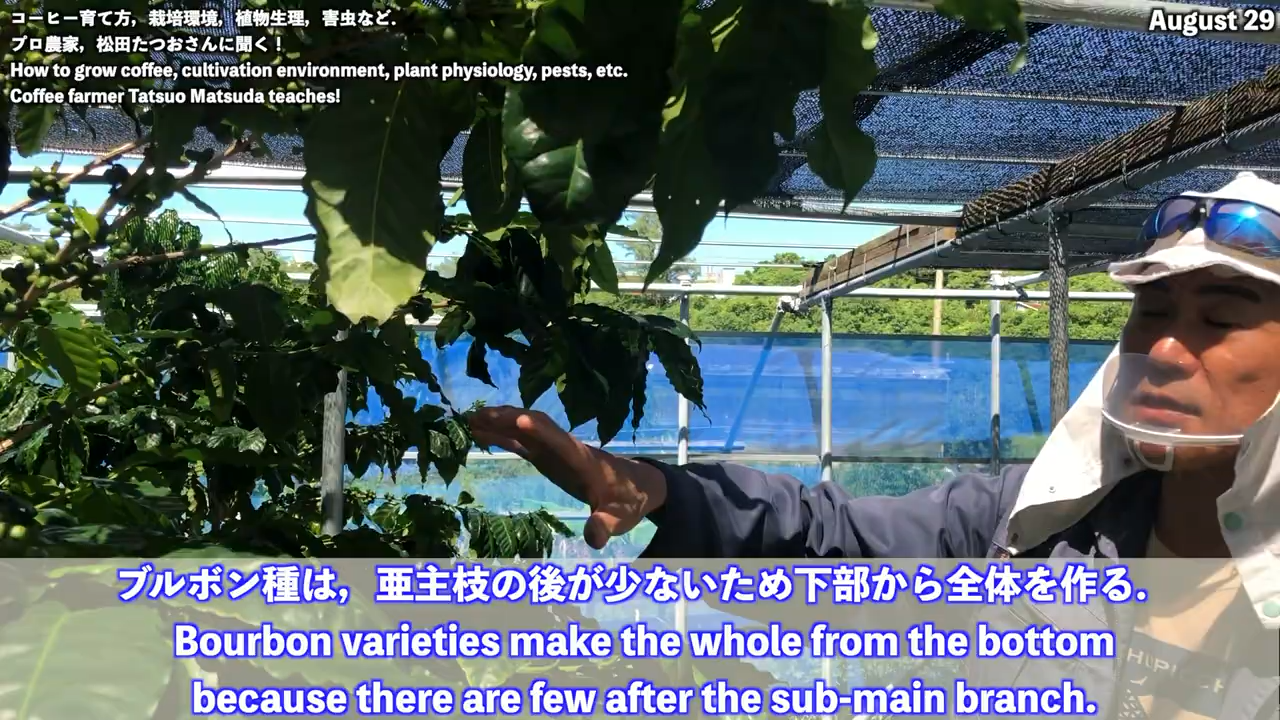 コーヒー育て方，栽培環境，植物生理，害虫など．
プロ農家，松田たつおさんに聞く！
How to grow coffee, cultivation environment, plant physiology, pests, etc.
Coffee farmer Tatsuo Matsuda teaches!
August 29
ブルボン種は，亜主枝の後が少ないため下部から全体を作る．
Bourbon varieties make the whole from the bottom
because there are few after the sub-main branch.